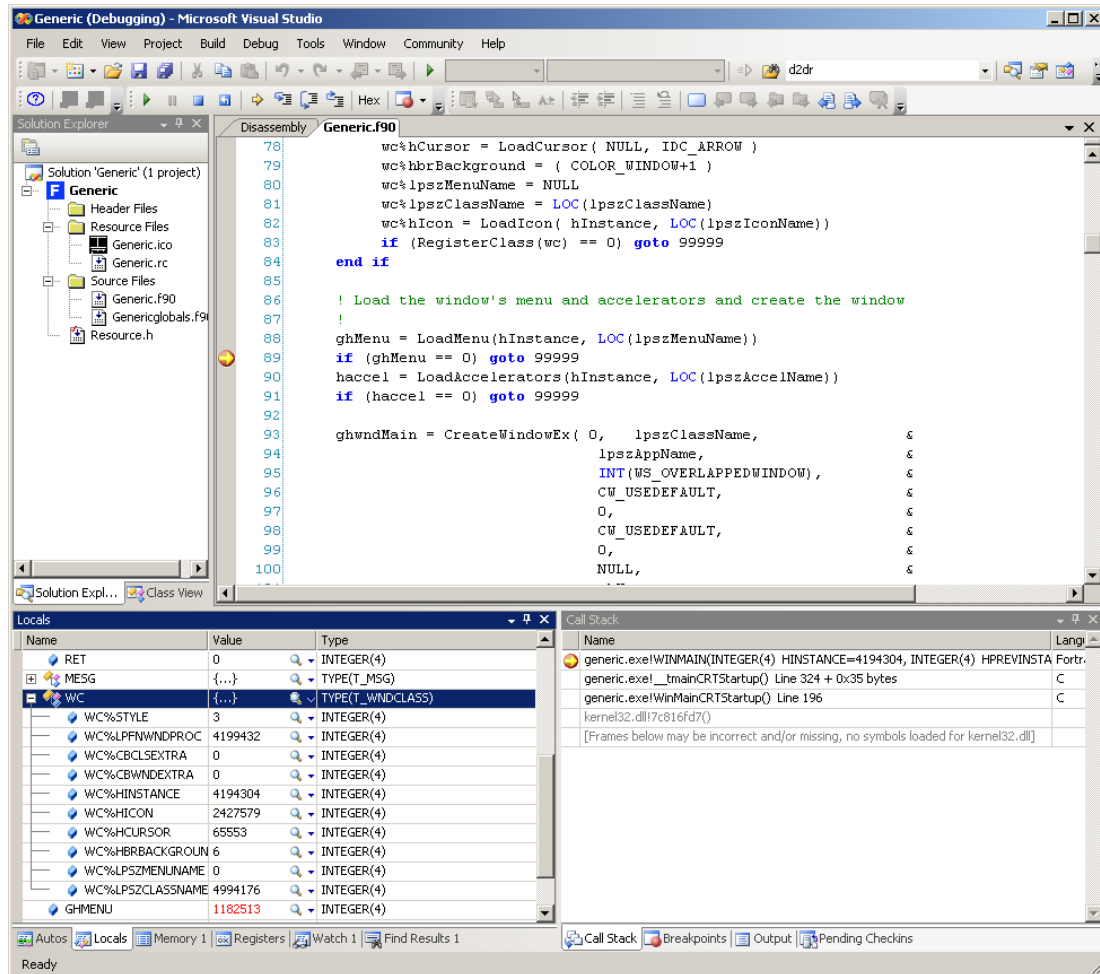 Generic (Debugging) - Microsoft Visual Studio
File Edit View Project Build Debug Tools Window Community Help
d2dr
Hex
Solution Explorer
Disassembly Generic.f90
Solution 'Generic' (1 project)
Generic
Header Files
Resource Files
Generic.ico
Generic.rc
Source Files
Generic.f90
Genericglobals.f9
Resource.h
Solution Expl... Class View
78 wc%hCursor = LoadCursor( NULL, IDC_ARROW )
79 wc%hbrBackground = ( COLOR_WINDOW+1 )
80 wc%lpszMenuName = NULL
81 wc%lpszClassName = LOC(lpszClassName)
82 wc%hIcon = LoadIcon( hInstance, LOC(lpszIconName))
83 if (RegisterClass(wc) == 0) goto 99999
84 end if
85
86 ! Load the window's menu and accelerators and create the window
87 !
88 ghMenu = LoadMenu(hInstance, LOC(lpszMenuName))
89 if (ghMenu == 0) goto 99999
90 haccel = LoadAccelerators(hInstance, LOC(lpszAccelName))
91 if (haccel == 0) goto 99999
92
93 ghwndMain = CreateWindowEx( 0, lpszClassName, &
94 lpszAppName, &
95 INT(WS_OVERLAPPEDWINDOW), &
96 CW_USEDEFAULT, &
97 0, &
98 CW_USEDEFAULT, &
99 0, &
100 NULL, &
Locals
Name Value Type
RET 0 INTEGER(4)
MESG {...} TYPE(T_MSG)
WC {...} TYPE(T_WNDCLASS)
WC%STYLE 3 INTEGER(4)
WC%LPFNWNDPROC 4199432 INTEGER(4)
WC%CBCLSEXTRA 0 INTEGER(4)
WC%CBWNDEXTRA 0 INTEGER(4)
WC%HINSTANCE 4194304 INTEGER(4)
WC%HICON 2427579 INTEGER(4)
WC%HCURSOR 65553 INTEGER(4)
WC%HBRBACKGROUN 6 INTEGER(4)
WC%LPSZMENUNAME 0 INTEGER(4)
WC%LPSZCLASSNAME 4994176 INTEGER(4)
GHMENU 1182513 INTEGER(4)
Autos Locals Memory 1 Registers Watch 1 Find Results 1
Call Stack
Name Langu
generic.exe!WINMAIN(INTEGER(4) HINSTANCE=4194304, INTEGER(4) HPREVINSTA Fortr
generic.exe!__tmainCRTStartup() Line 324 + 0x35 bytes C
generic.exe!WinMainCRTStartup() Line 196 C
kernel32.dll!7c816fd7()
[Frames below may be incorrect and/or missing, no symbols loaded for kernel32.dll]
Call Stack Breakpoints Output Pending Checkins
Ready